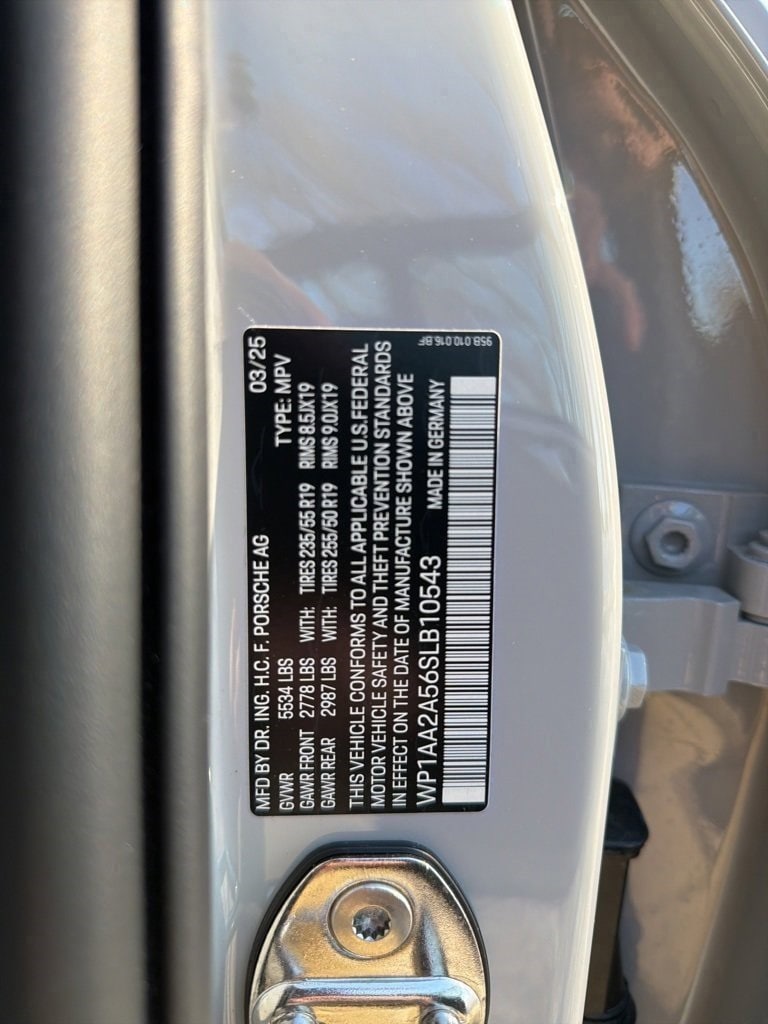 MFD BY DR. ING. H.C. F. PORSCHE AG 03/25
GVWR 5534 LBS TYPE: MPV
GAWR FRONT 2778 LBS WITH: TIRES 235/55 R19 RIMS 8.5JX19
GAWR REAR 2987 LBS WITH: TIRES 255/50 R19 RIMS 9.0JX19
THIS VEHICLE CONFORMS TO ALL APPLICABLE U.S. FEDERAL
MOTOR VEHICLE SAFETY AND THEFT PREVENTION STANDARDS
IN EFFECT ON THE DATE OF MANUFACTURE SHOWN ABOVE
WP1AA2A56SLB10543 MADE IN GERMANY
95B.010.016.BF